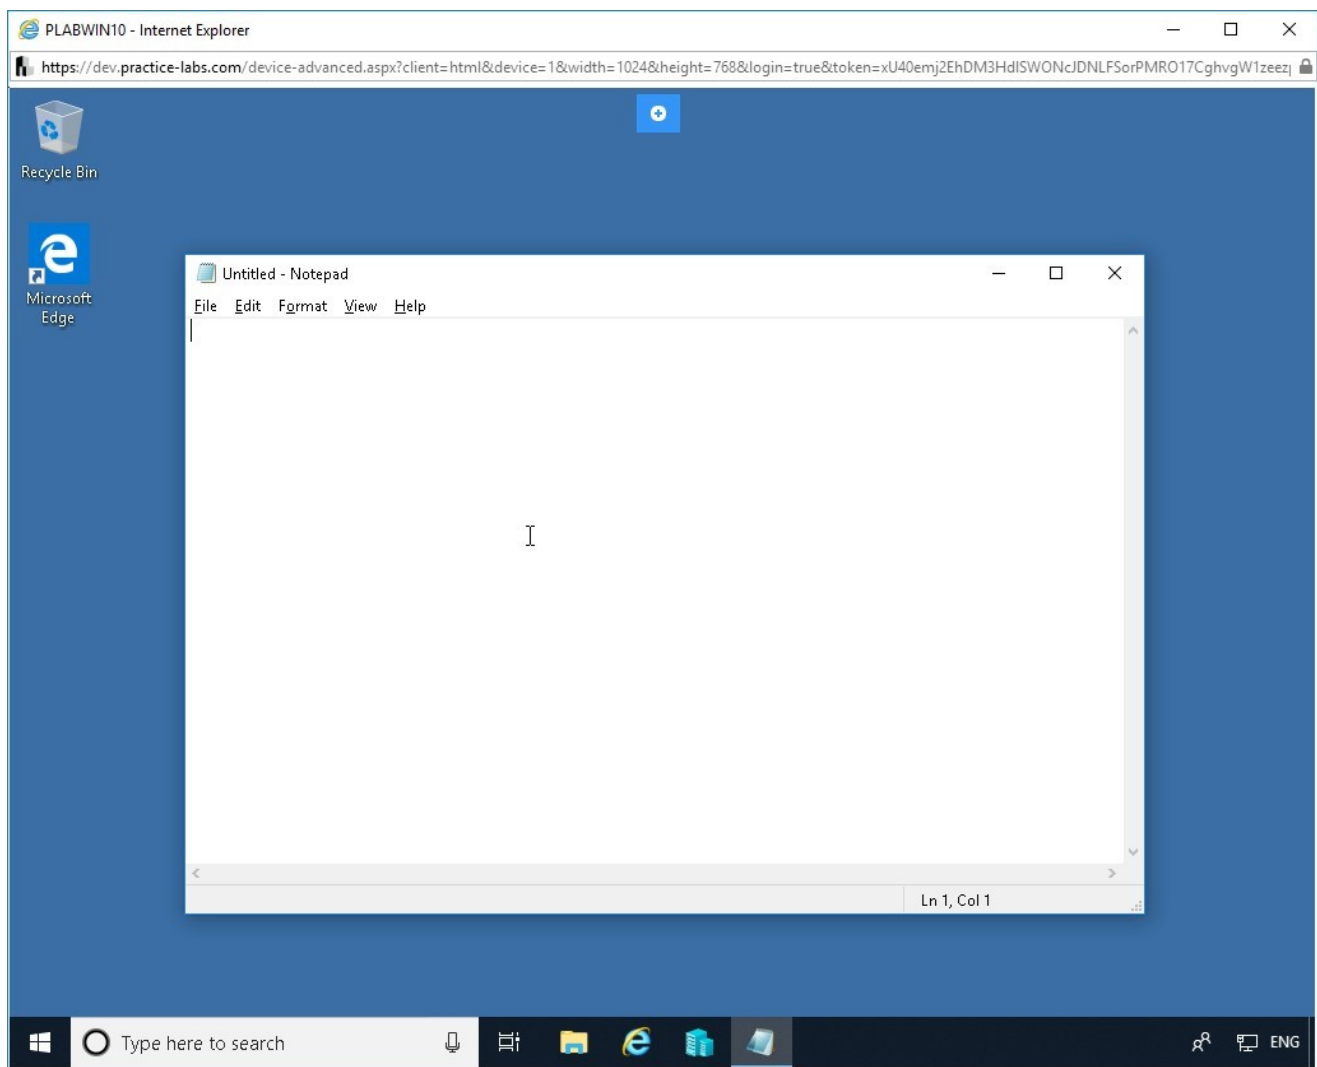 PLABWIN10 - Internet Explorer
https://dev.practice-labs.com/device-advanced.aspx?client=html&device=1&width=1024&height=768&login=true&token=
Recycle Bin
Microsoft
Edge
Untitled - Notepad
File Edit Format View Help
Ln 1, Col 1
Type here to search
ENG